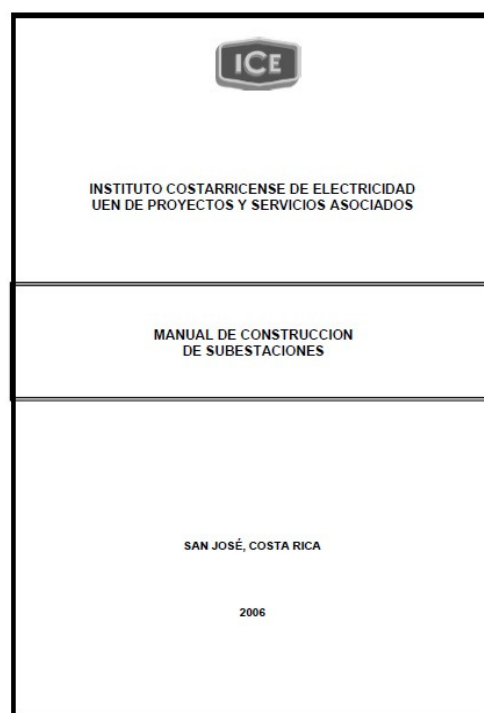 ICE
INSTITUTO COSTARRICENSE DE ELECTRICIDAD
UEN DE PROYECTOS Y SERVICIOS ASOCIADOS
MANUAL DE CONSTRUCCION
DE SUBESTACIONES
SAN JOSÉ, COSTA RICA
2006